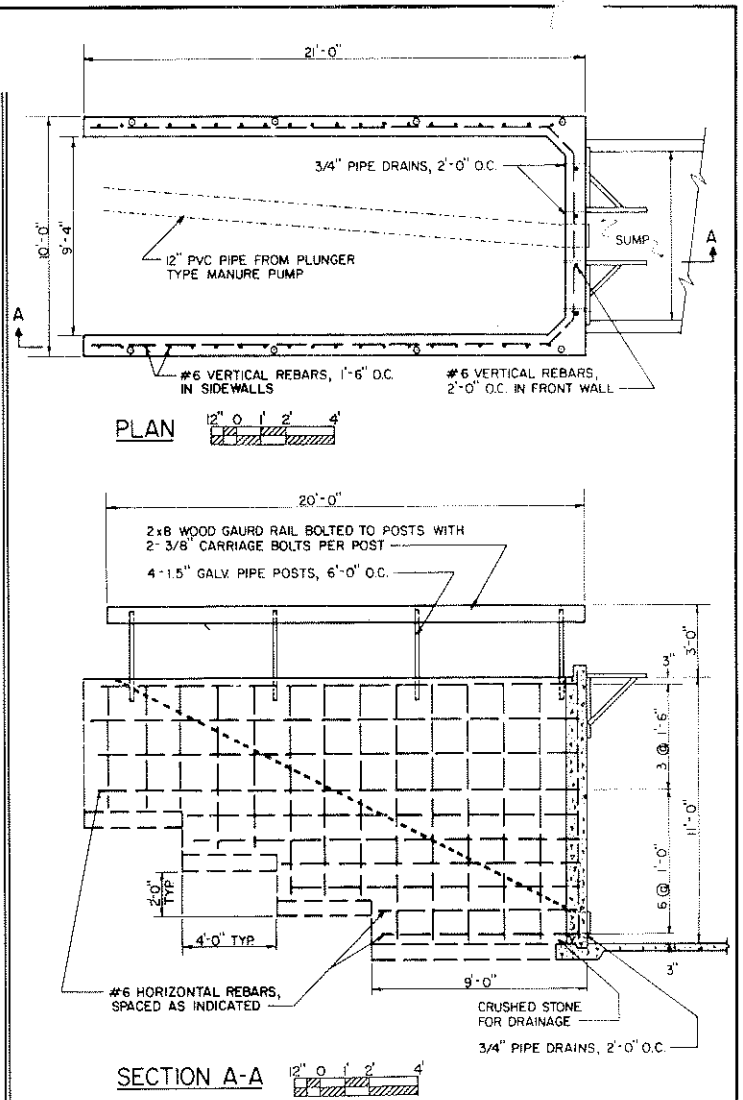 21'-0"
10'-0"
9'-4"
3/4" PIPE DRAINS, 2'-0" O.C.
12" PVC PIPE FROM PLUNGER
TYPE MANURE PUMP
SUMP
A
A
#6 VERTICAL REBARS, 1'-6" O.C.
IN SIDEWALLS
#6 VERTICAL REBARS,
2'-0" O.C. IN FRONT WALL
PLAN
12" 0 1' 2' 4'
20'-0"
2x8 WOOD GAURD RAIL BOLTED TO POSTS WITH
2- 3/8" CARRIAGE BOLTS PER POST
4-1.5" GALV. PIPE POSTS, 6'-0" O.C.
3'-0"
3"
3 @ 1'-6"
11'-0"
6 @ 1'-0"
3"
2'-0"
TYP.
4'-0" TYP.
9'-0"
#6 HORIZONTAL REBARS,
SPACED AS INDICATED
CRUSHED STONE
FOR DRAINAGE
3/4" PIPE DRAINS, 2'-0" O.C.
SECTION A-A
12" 0 1' 2' 4'